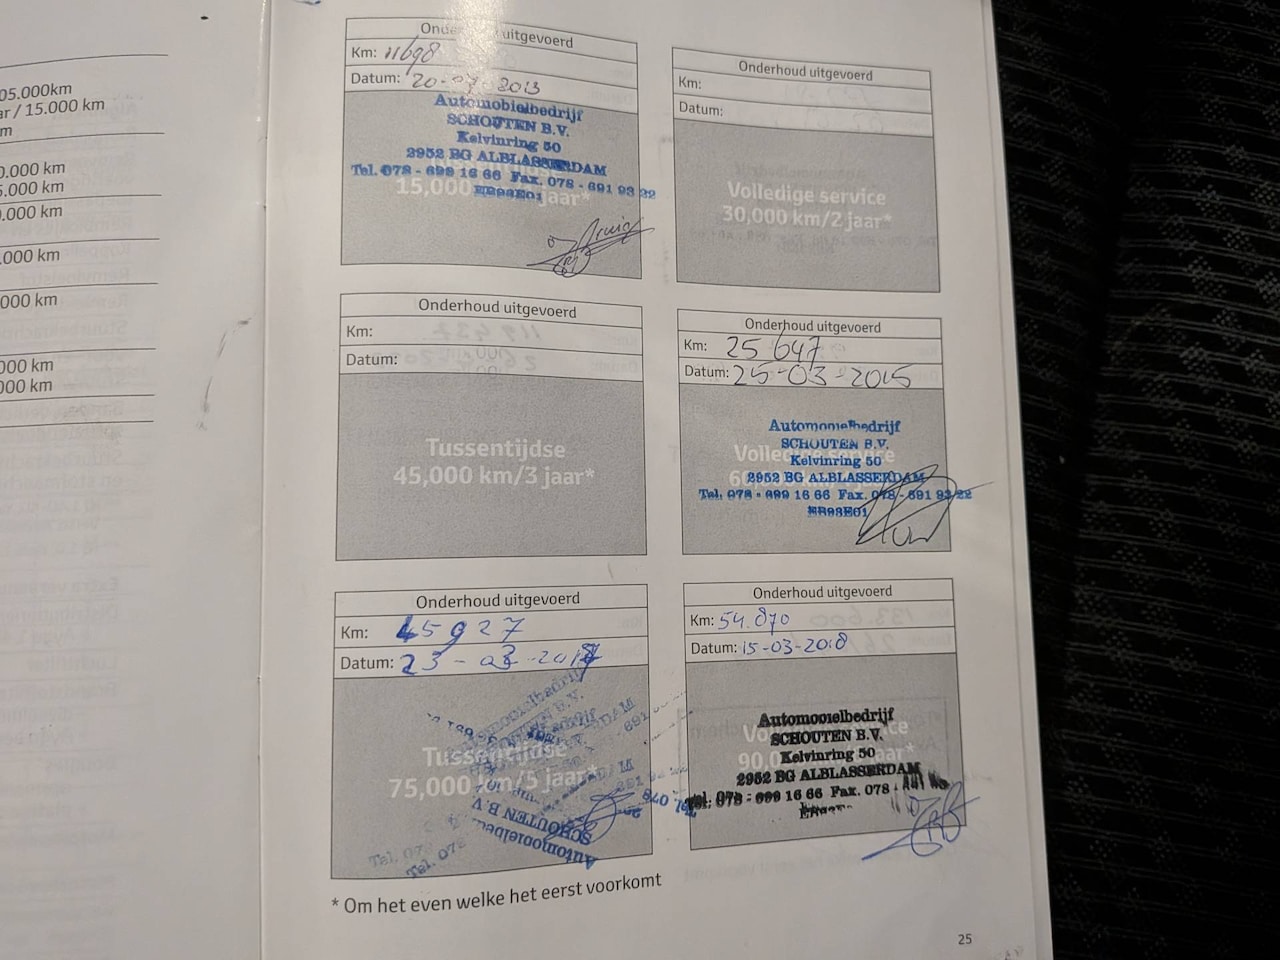 05.000km
ar / 15.000 km
m
0.000 km
5.000 km
0.000 km
.000 km
000 km
000 km
000 km
Onderhoud uitgevoerd
Km: 11698
Datum: 20-07-2013
Automobielbedrijf
SCHOUTEN B.V.
Kelvinring 50
2952 BG ALBLASSERDAM
Tel. 078 - 699 16 66 Fax. 078 - 691 93 22
15,000 jaar*
Onderhoud uitgevoerd
Km:
Datum:
Volledige service
30,000 km/2 jaar*
Onderhoud uitgevoerd
Km:
Datum:
Tussentijdse
45,000 km/3 jaar*
Onderhoud uitgevoerd
Km: 25 647
Datum: 25-03-2015
Automobielbedrijf
SCHOUTEN B.V.
Volledige service
Kelvinring 50
2952 BG ALBLASSERDAM
Tel. 078 - 699 16 66 Fax. 078 - 691 93 22
Onderhoud uitgevoerd
Km: 45927
Datum: 23-03-2017
Tussentijdse
75,000 km/5 jaar*
SCHOUTEN B.V.
Onderhoud uitgevoerd
Km: 54.870
Datum: 15-03-2018
Automobielbedrijf
SCHOUTEN B.V.
Kelvinring 50
2952 BG ALBLASSERDAM
Tel. 078 - 699 16 66 Fax. 078
* Om het even welke het eerst voorkomt
25